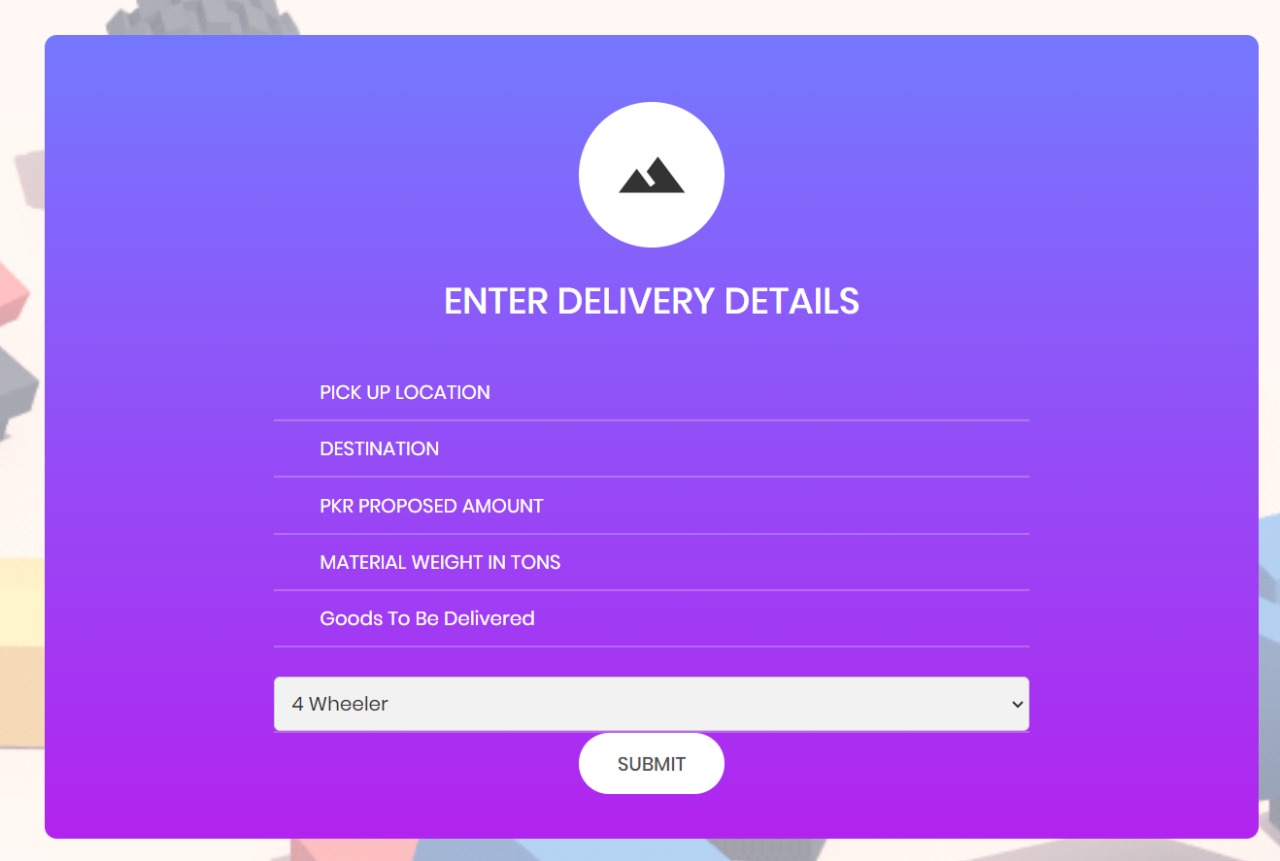 ENTER DELIVERY DETAILS
PICK UP LOCATION
DESTINATION
PKR PROPOSED AMOUNT
MATERIAL WEIGHT IN TONS
Goods To Be Delivered
4 Wheeler
SUBMIT